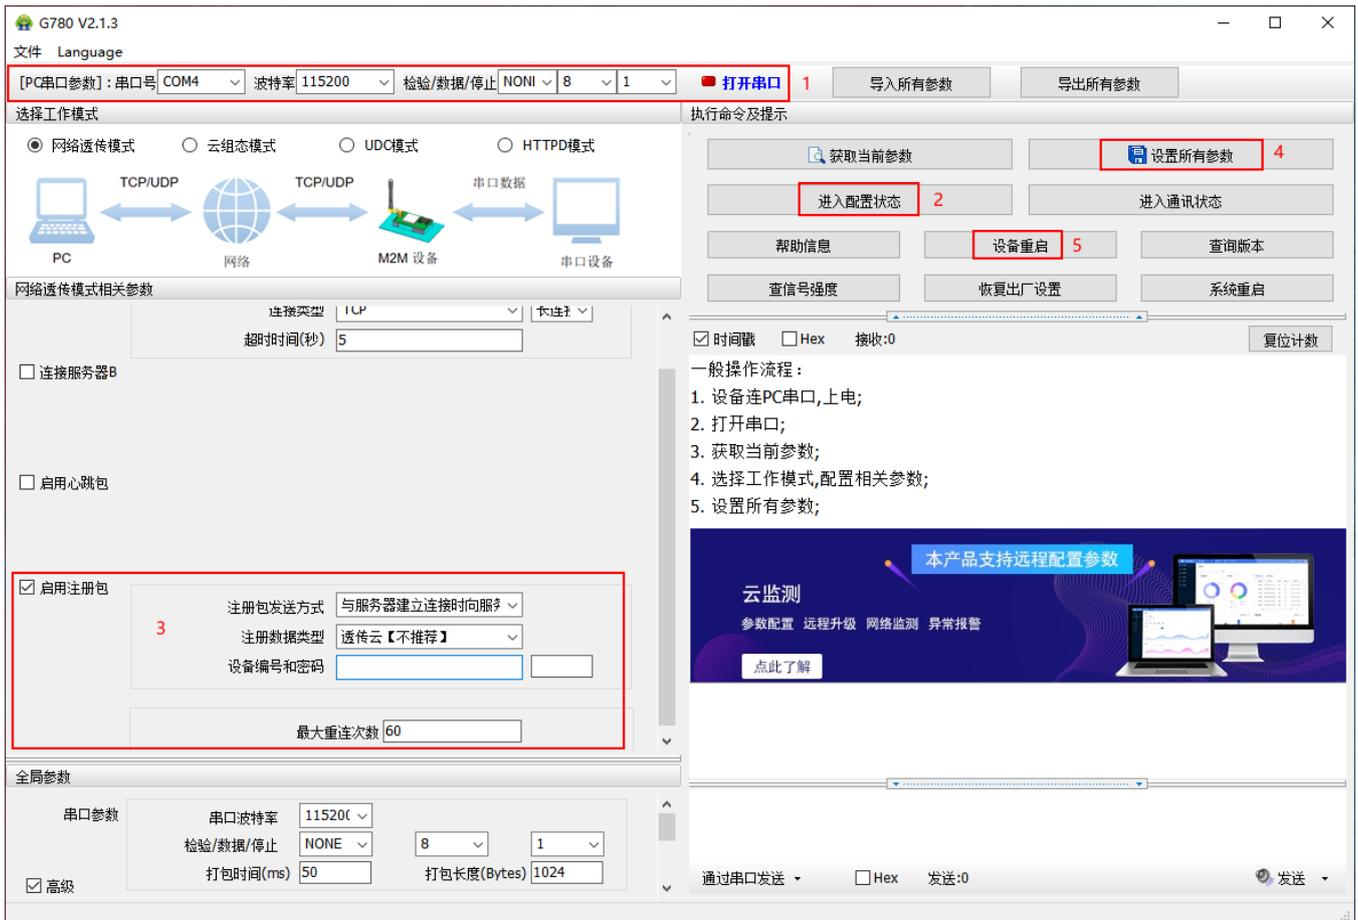 G780 V2.1.3
文件 Language
[PC串口参数]:串口号 COM4 波特率 115200 检验/数据/停止 NONI 8 1 打开串口 1 导入所有参数 导出所有参数
选择工作模式
网络透传模式 云组态模式 UDC模式 HTTPD模式
TCP/UDP TCP/UDP 串口数据
PC 网络 M2M 设备 串口设备
网络透传模式相关参数
连接类型 TCP 长连接
超时时间(秒) 5
连接服务器B
启用心跳包
启用注册包
注册包发送方式 与服务器建立连接时向服务
3 注册数据类型 透传云【不推荐】
设备编号和密码
最大重连次数 60
全局参数
串口参数 串口波特率 115200
检验/数据/停止 NONE 8 1
打包时间(ms) 50 打包长度(Bytes) 1024
高级
执行命令及提示
获取当前参数 设置所有参数 4
进入配置状态 2 进入通讯状态
帮助信息 设备重启 5 查询版本
查信号强度 恢复出厂设置 系统重启
时间戳 Hex 接收:0 复位计数
一般操作流程：
1. 设备连PC串口,上电;
2. 打开串口;
3. 获取当前参数;
4. 选择工作模式,配置相关参数;
5. 设置所有参数;
本产品支持远程配置参数
云监测
参数配置 远程升级 网络监测 异常报警
点此了解
通过串口发送 Hex 发送:0 发送